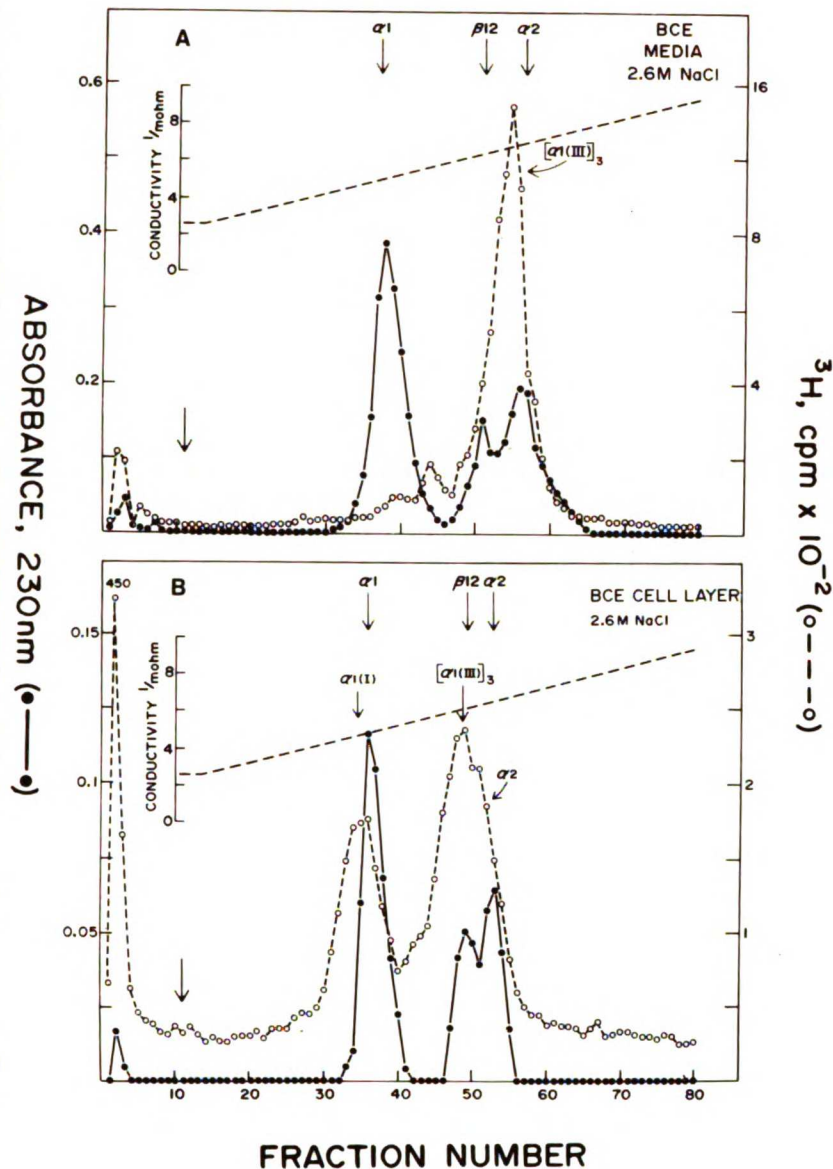 A
α1
β12
α2
BCE
MEDIA
2.6M NaCl
0.6
0.4
0.2
CONDUCTIVITY 1/mohm
8
4
0
[α1(III)]3
16
8
4
ABSORBANCE, 230nm (●—●)
³H, cpm x 10⁻² (o---o)
450
B
α1
β12
α2
BCE CELL LAYER
2.6M NaCl
0.15
0.10
0.05
CONDUCTIVITY 1/mohm
8
4
0
α1(I)
[α1(III)]3
α2
3
2
1
10
20
30
40
50
60
70
80
FRACTION NUMBER